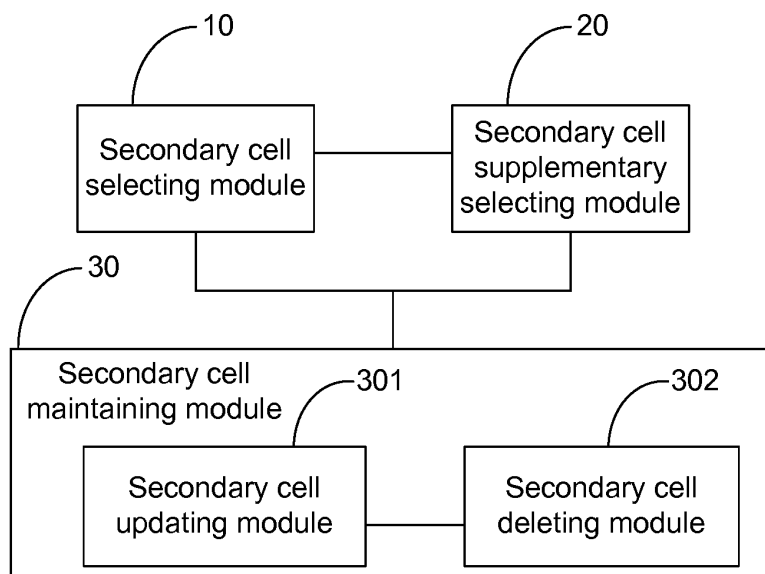 10
20
Secondary cell
selecting module
Secondary cell
supplementary
selecting module
30
Secondary cell
maintaining module
301
302
Secondary cell
updating module
Secondary cell
deleting module